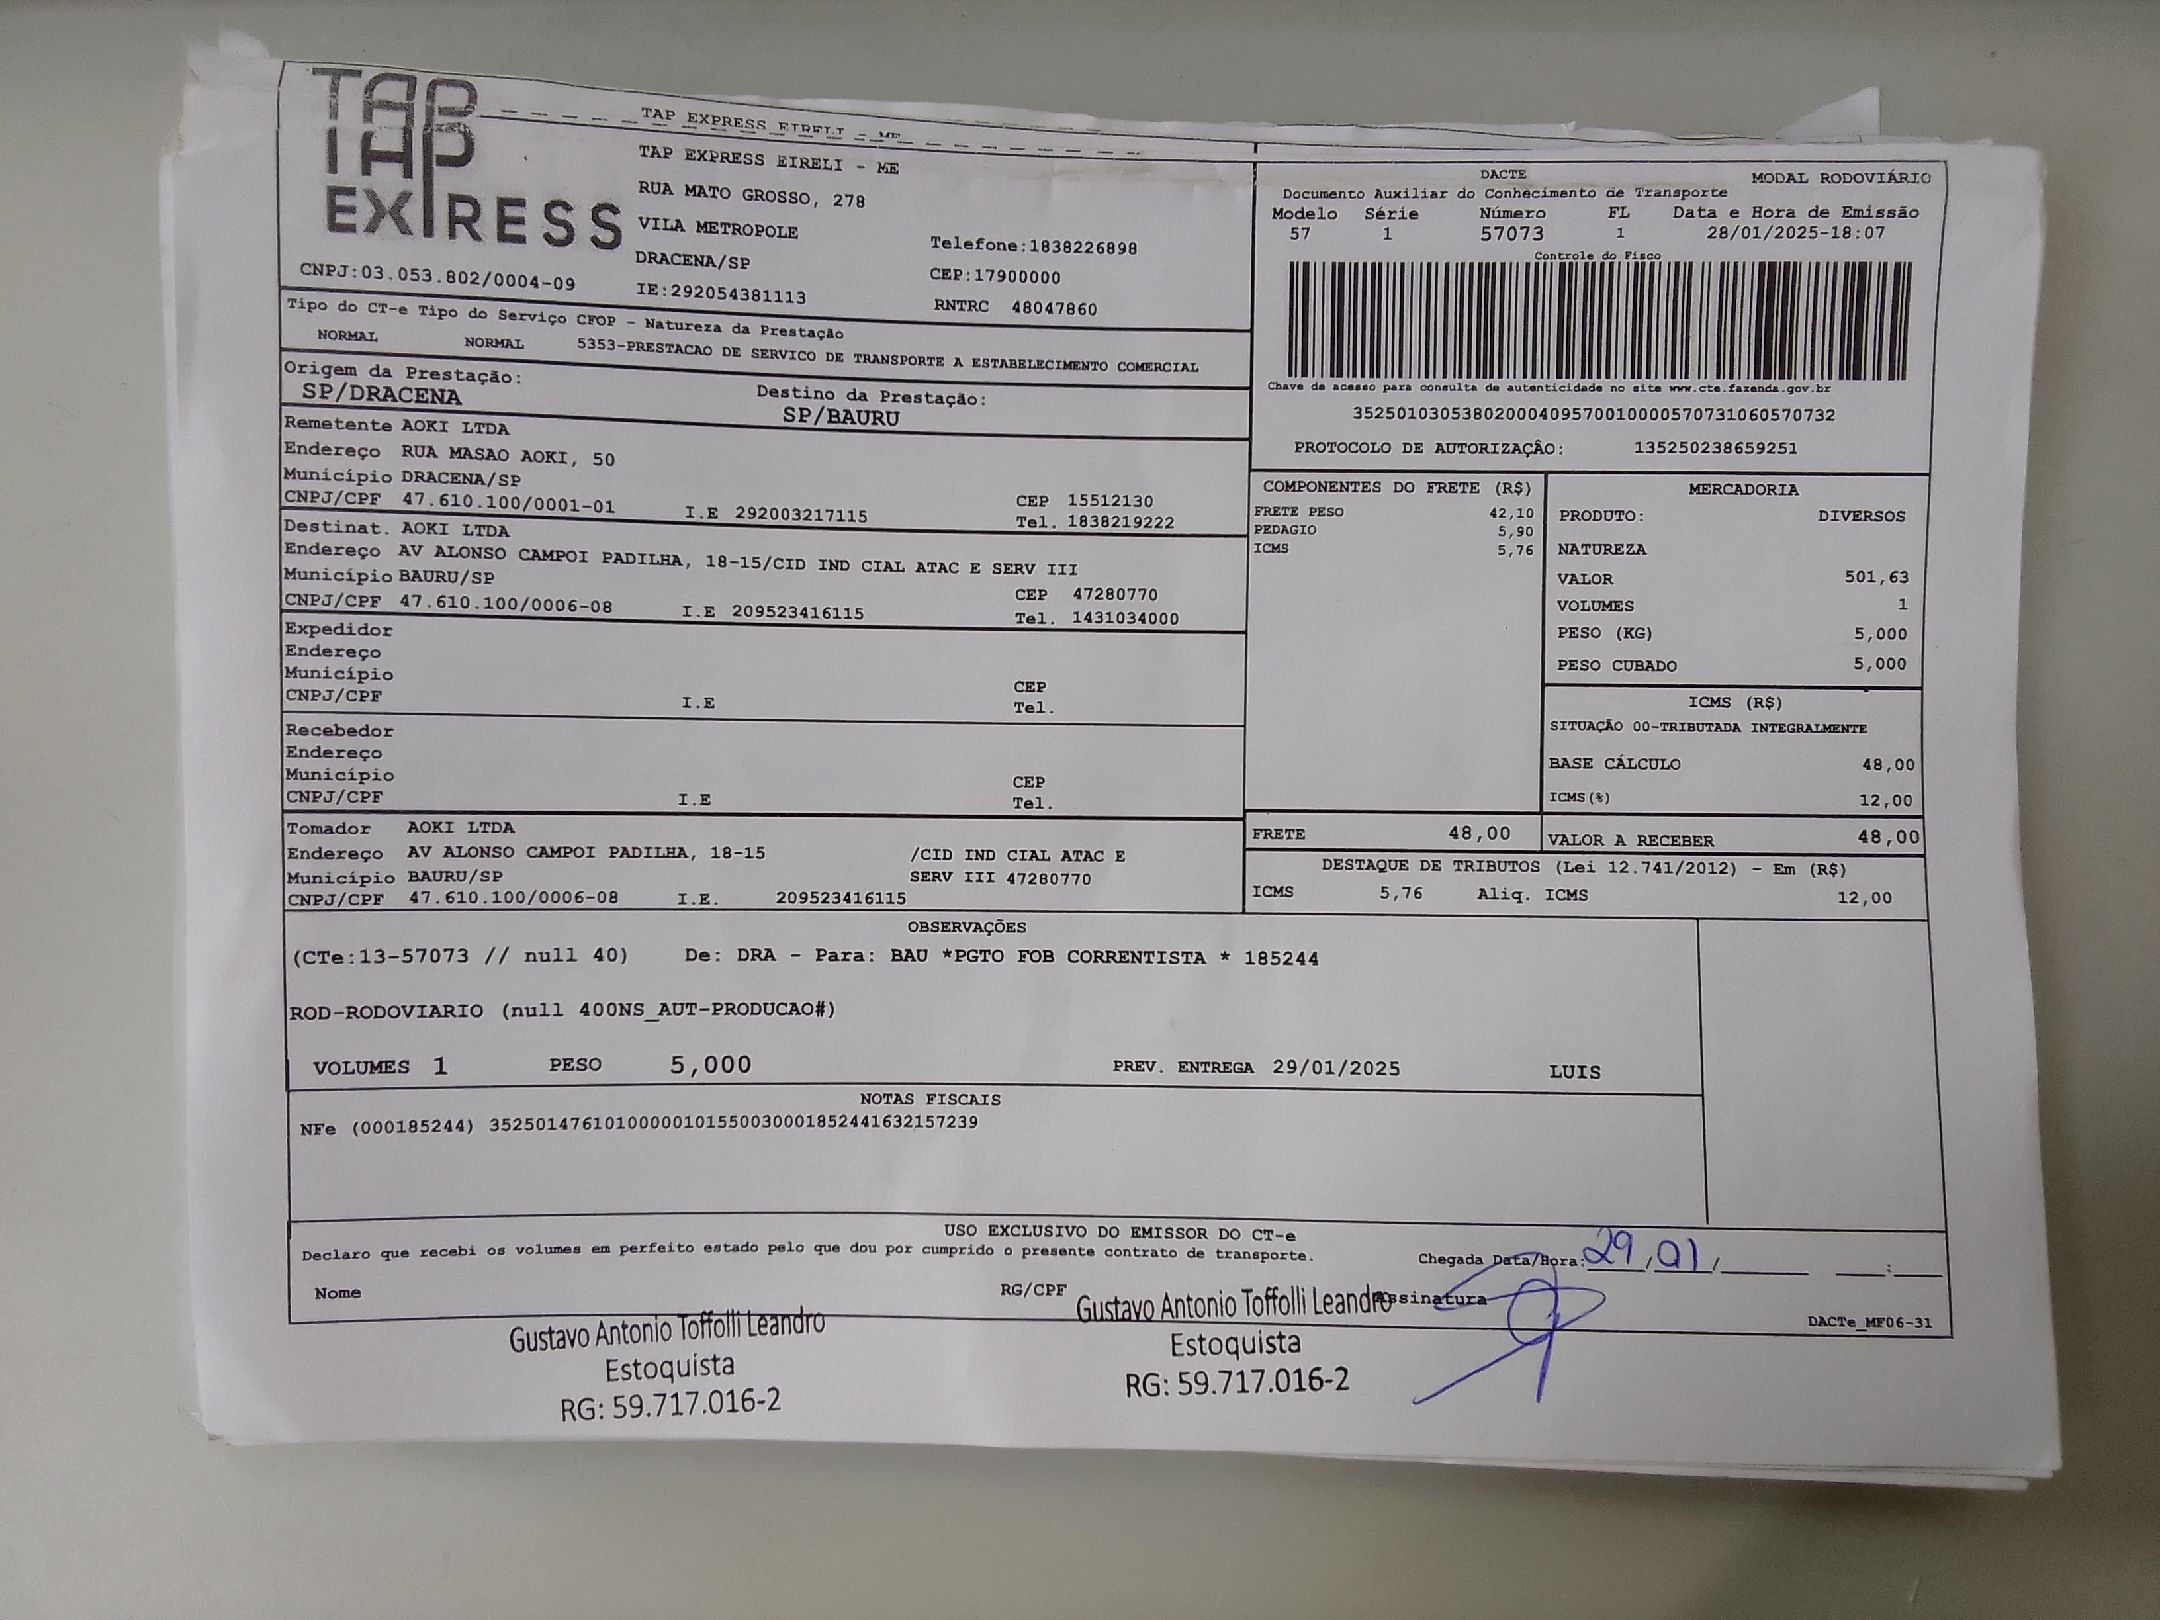 TAP
TAP
EXPRESS
TAP EXPRESS EIRELI - ME
TAP EXPRESS EIRELI - ME
RUA MATO GROSSO, 278
VILA METROPOLE
DRACENA/SP
IE:292054381113
Telefone:1838226898
CEP:17900000
RNTRC 48047860
CNPJ:03.053.802/0004-09
DACTE
MODAL RODOVIÁRIO
Documento Auxiliar do Conhecimento de Transporte
Modelo Série Número FL Data e Hora de Emissão
57 1 57073 1 28/01/2025-18:07
Controle do Fisco
Chave de acesso para consulta de autenticidade no site www.cte.fazenda.gov.br
35250103053802000409570010000570731060570732
PROTOCOLO DE AUTORIZAÇÂO: 135250238659251
Tipo do CT-e Tipo do Serviço CFOP - Natureza da Prestação
NORMAL NORMAL 5353-PRESTACAO DE SERVICO DE TRANSPORTE A ESTABELECIMENTO COMERCIAL
Origem da Prestação: Destino da Prestação:
SP/DRACENA SP/BAURU
Remetente AOKI LTDA
Endereço RUA MASAO AOKI, 50
Município DRACENA/SP
CEP 15512130
CNPJ/CPF 47.610.100/0001-01 I.E 292003217115 Tel. 1838219222
Destinat. AOKI LTDA
Endereço AV ALONSO CAMPOI PADILHA, 18-15/CID IND CIAL ATAC E SERV III
Município BAURU/SP CEP 47280770
CNPJ/CPF 47.610.100/0006-08 I.E 209523416115 Tel. 1431034000
Expedidor
Endereço
Município CEP
CNPJ/CPF I.E Tel.
Recebedor
Endereço
Município CEP
CNPJ/CPF I.E Tel.
Tomador AOKI LTDA
Endereço AV ALONSO CAMPOI PADILHA, 18-15 /CID IND CIAL ATAC E
Município BAURU/SP SERV III 47280770
CNPJ/CPF 47.610.100/0006-08 I.E. 209523416115
COMPONENTES DO FRETE (R$)
FRETE PESO 42,10
PEDAGIO 5,90
ICMS 5,76
MERCADORIA
PRODUTO: DIVERSOS
NATUREZA
VALOR 501,63
VOLUMES 1
PESO (KG) 5,000
PESO CUBADO 5,000
ICMS (R$)
SITUAÇÃO 00-TRIBUTADA INTEGRALMENTE
BASE CÁLCULO 48,00
ICMS(%) 12,00
FRETE 48,00 VALOR A RECEBER 48,00
DESTAQUE DE TRIBUTOS (Lei 12.741/2012) - Em (R$)
ICMS 5,76 Aliq. ICMS 12,00
OBSERVAÇÕES
(CTe:13-57073 // null 40) De: DRA - Para: BAU *PGTO FOB CORRENTISTA * 185244
ROD-RODOVIARIO (null 400NS_AUT-PRODUCAO#)
VOLUMES 1 PESO 5,000 PREV. ENTREGA 29/01/2025 LUIS
NOTAS FISCAIS
NFe (000185244) 35250147610100000101550030001852441632157239
USO EXCLUSIVO DO EMISSOR DO CT-e
Declaro que recebi os volumes em perfeito estado pelo que dou por cumprido o presente contrato de transporte.
Chegada Data/Hora: 29/01/ :
Nome RG/CPF Assinatura
DACTe_MF06-31
Gustavo Antonio Toffolli Leandro
Estoquista
RG: 59.717.016-2
Gustavo Antonio Toffolli Leandro
Estoquista
RG: 59.717.016-2